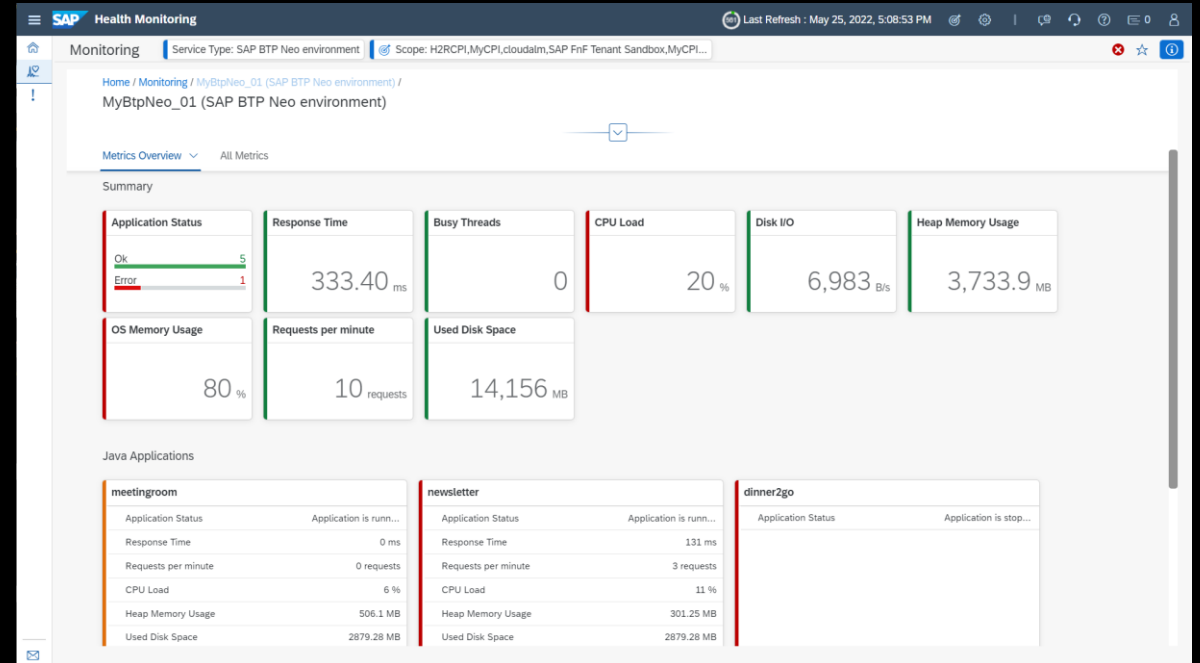 SAP Health Monitoring
Last Refresh : May 25, 2022, 5:08:53 PM
0
Monitoring
Service Type: SAP BTP Neo environment
Scope: H2RCPI,MyCPI,cloudalm,SAP FnF Tenant Sandbox,MyCPI...
Home / Monitoring / MyBtpNeo_01 (SAP BTP Neo environment) /
MyBtpNeo_01 (SAP BTP Neo environment)
Metrics Overview All Metrics
Summary
Application Status
Ok 5
Error 1
Response Time
333.40 ms
Busy Threads
0
CPU Load
20 %
Disk I/O
6,983 B/s
Heap Memory Usage
3,733.9 MB
OS Memory Usage
80 %
Requests per minute
10 requests
Used Disk Space
14,156 MB
Java Applications
meetingroom
Application Status Application is runn...
Response Time 0 ms
Requests per minute 0 requests
CPU Load 6 %
Heap Memory Usage 506.1 MB
Used Disk Space 2879.28 MB
newsletter
Application Status Application is runn...
Response Time 131 ms
Requests per minute 3 requests
CPU Load 11 %
Heap Memory Usage 301.25 MB
Used Disk Space 2879.28 MB
dinner2go
Application Status Application is stop...